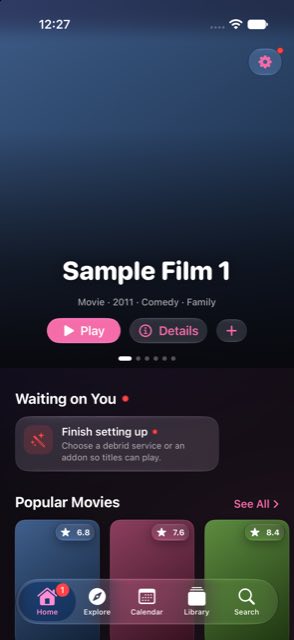 12:27
Sample Film 1
Movie · 2011 · Comedy · Family
Play
Details
Waiting on You
Finish setting up
Choose a debrid service or an
addon so titles can play.
Popular Movies
See All
6.8
7.6
8.4
1
Home
Explore
Calendar
Library
Search